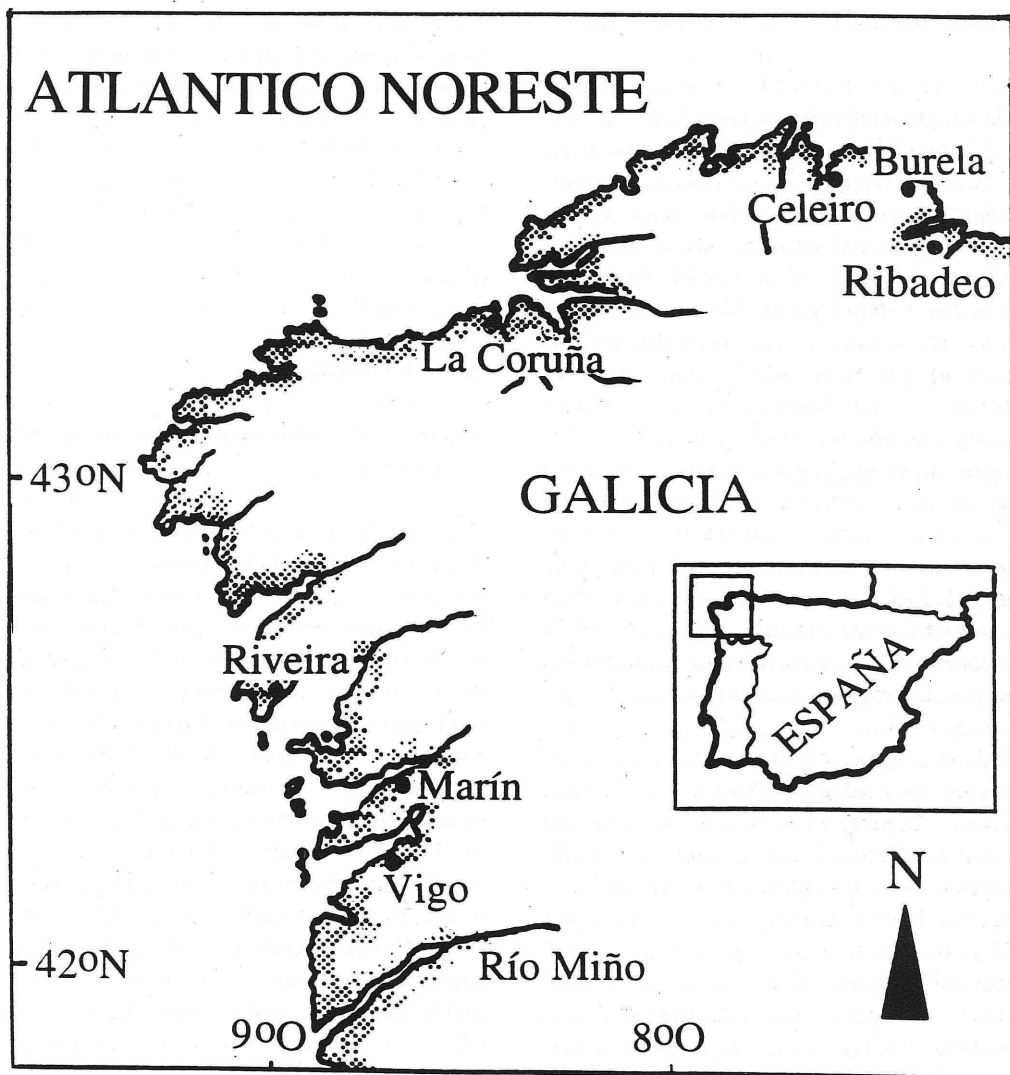 ATLANTICO NORESTE
Burela
Celeiro
Ribadeo
La Coruña
43ºN
GALICIA
Riveira
ESPAÑA
Marín
Vigo
N
42ºN
Río Miño
9ºO
8ºO